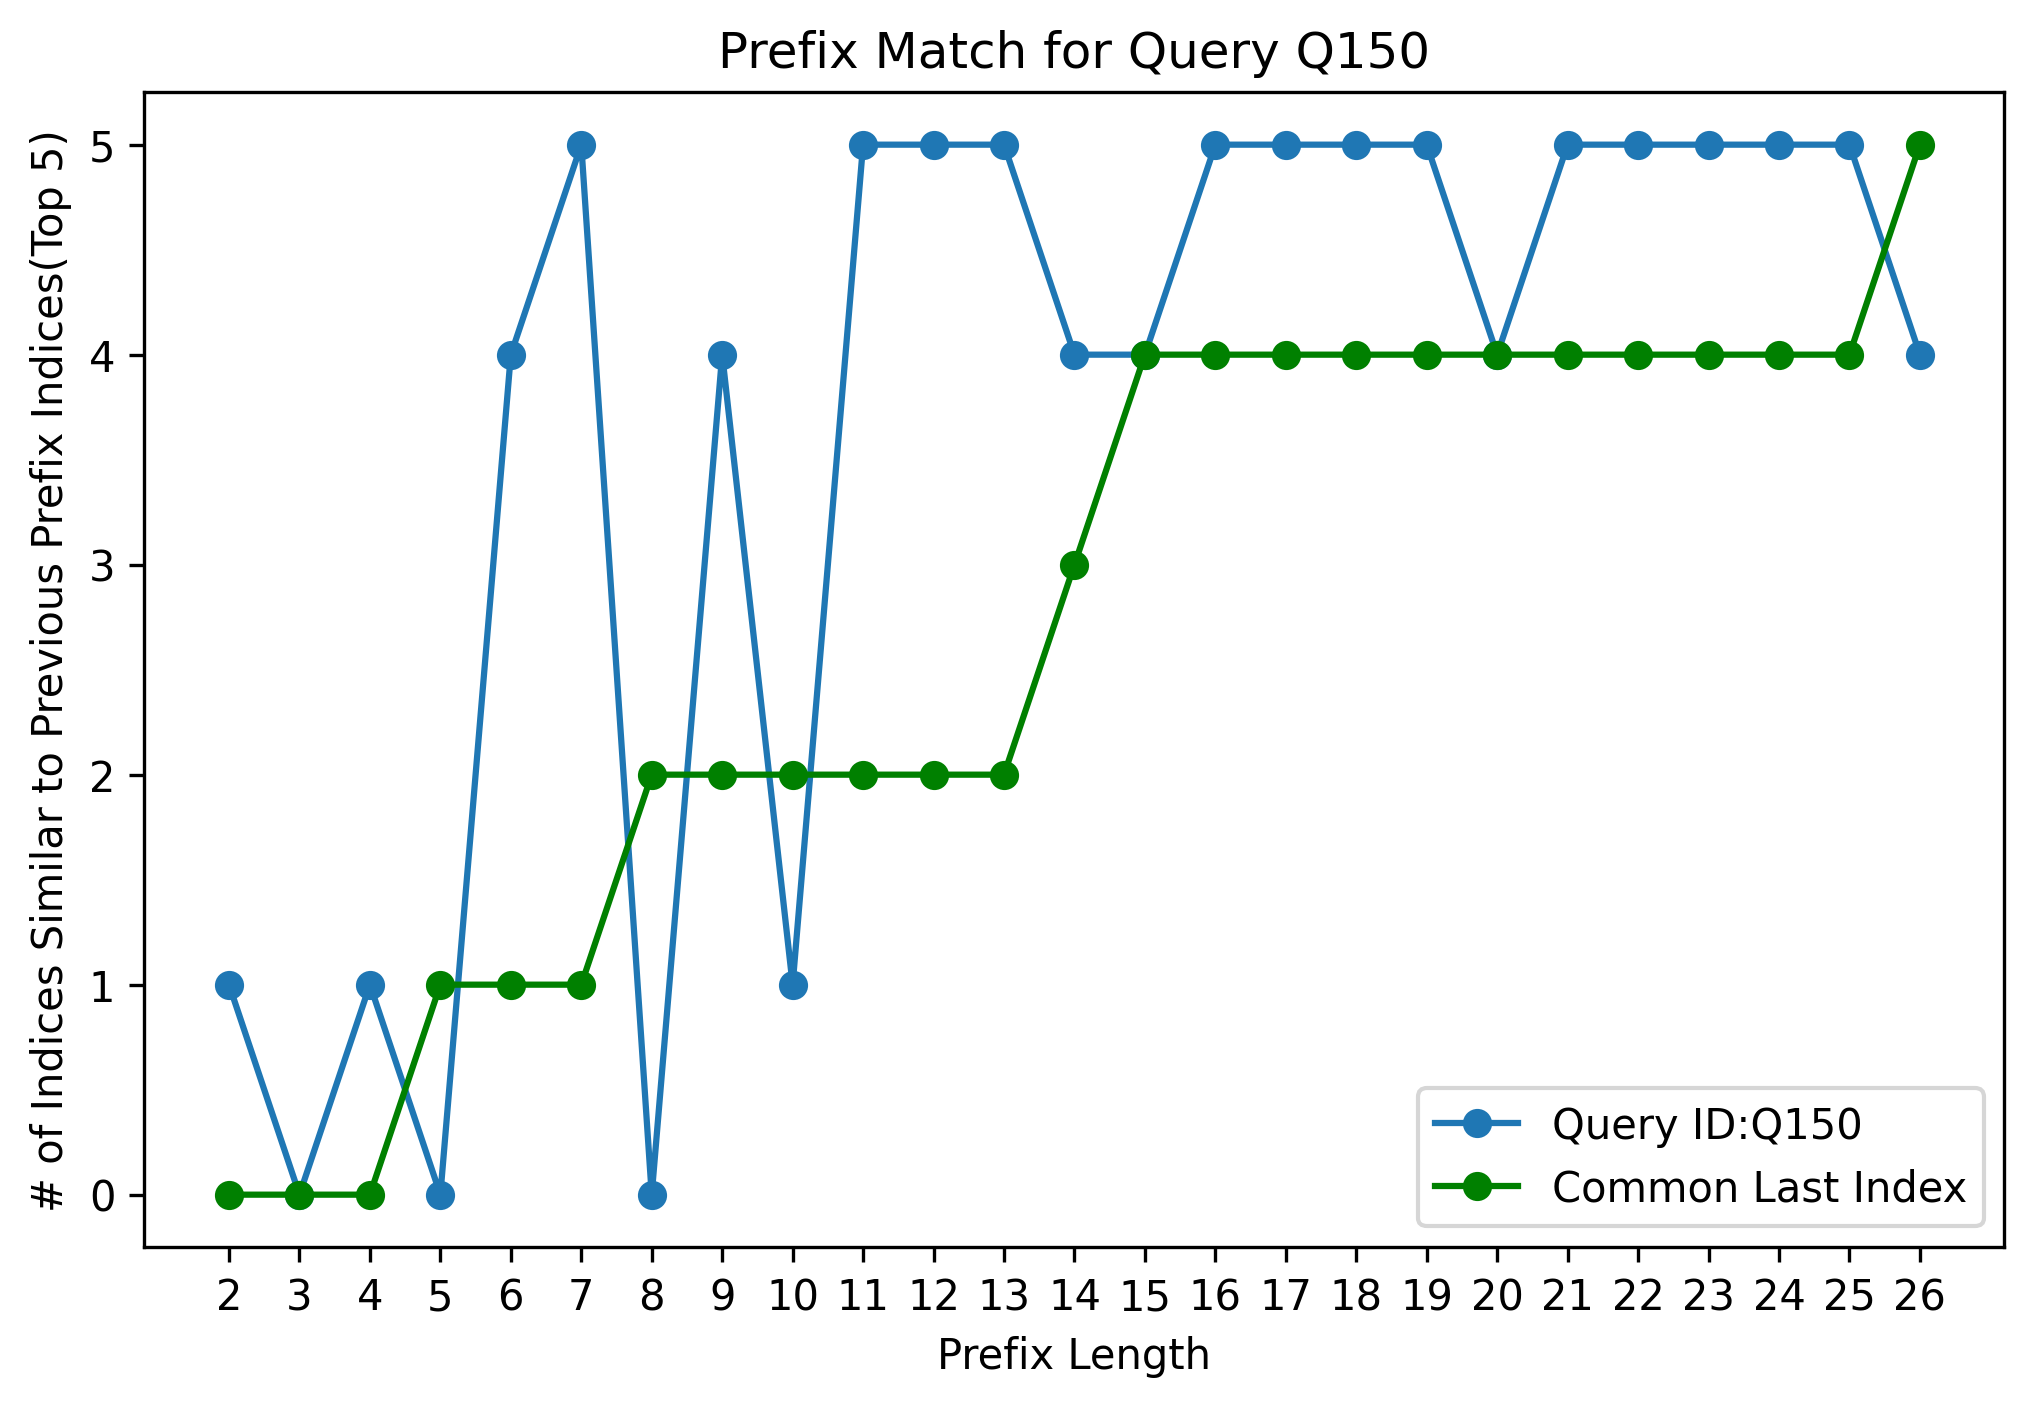 Prefix Match for Query Q150
# of Indices Similar to Previous Prefix Indices(Top 5)
5
4
3
2
1
0
Query ID:Q150
Common Last Index
2 3 4 5 6 7 8 9 10 11 12 13 14 15 16 17 18 19 20 21 22 23 24 25 26
Prefix Length